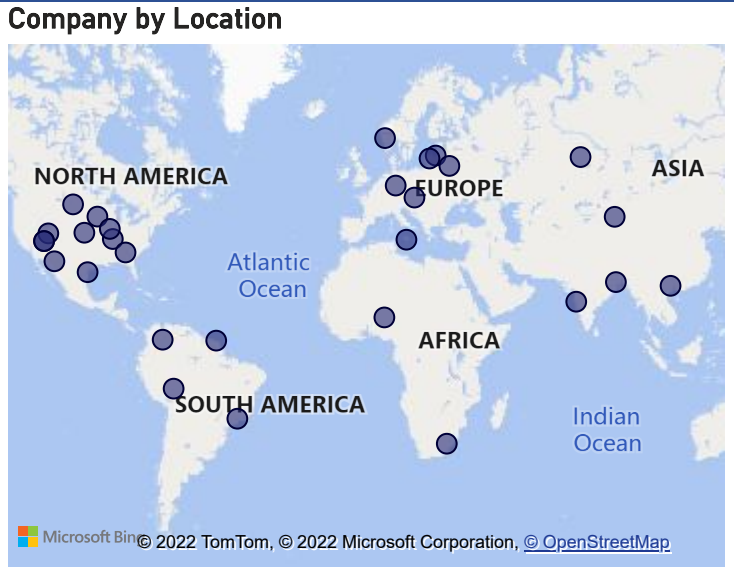 Company by Location
NORTH AMERICA
ASIA
EUROPE
Atlantic
Ocean
AFRICA
SOUTH AMERICA
Indian
Ocean
Microsoft Bing
© 2022 TomTom, © 2022 Microsoft Corporation, © OpenStreetMap